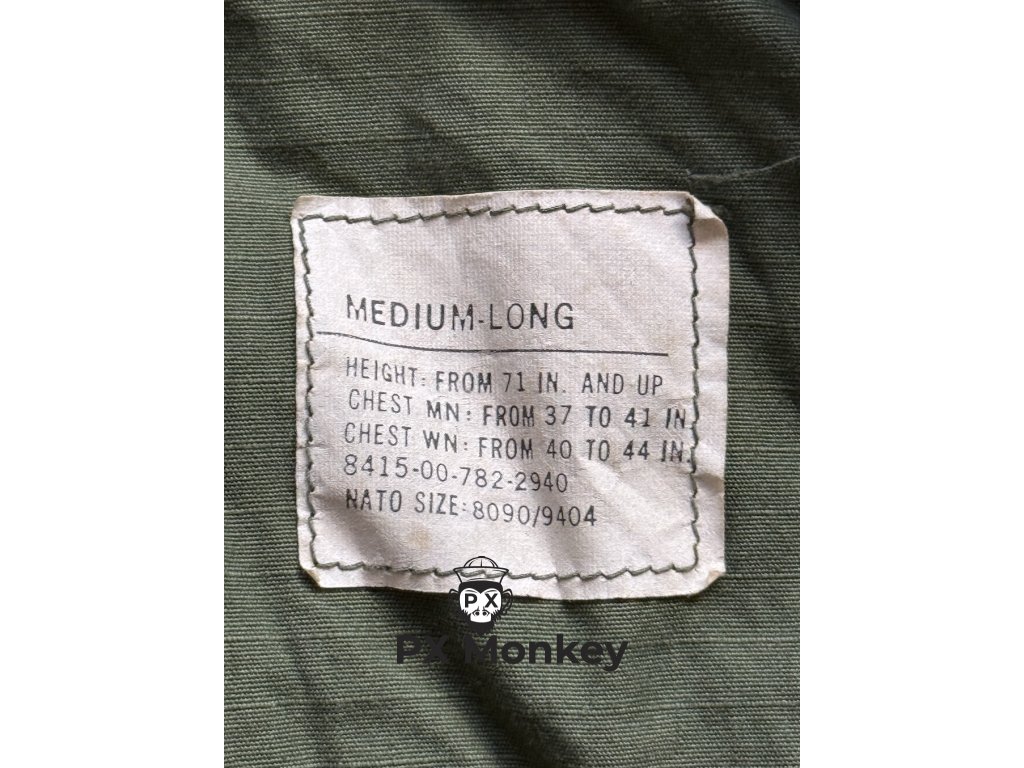 MEDIUM-LONG
HEIGHT: FROM 71 IN. AND UP
CHEST MN: FROM 37 TO 41 IN.
CHEST WN: FROM 40 TO 44 IN.
8415-00-782-2940
NATO SIZE: 8090/9404
PX
PX Monkey